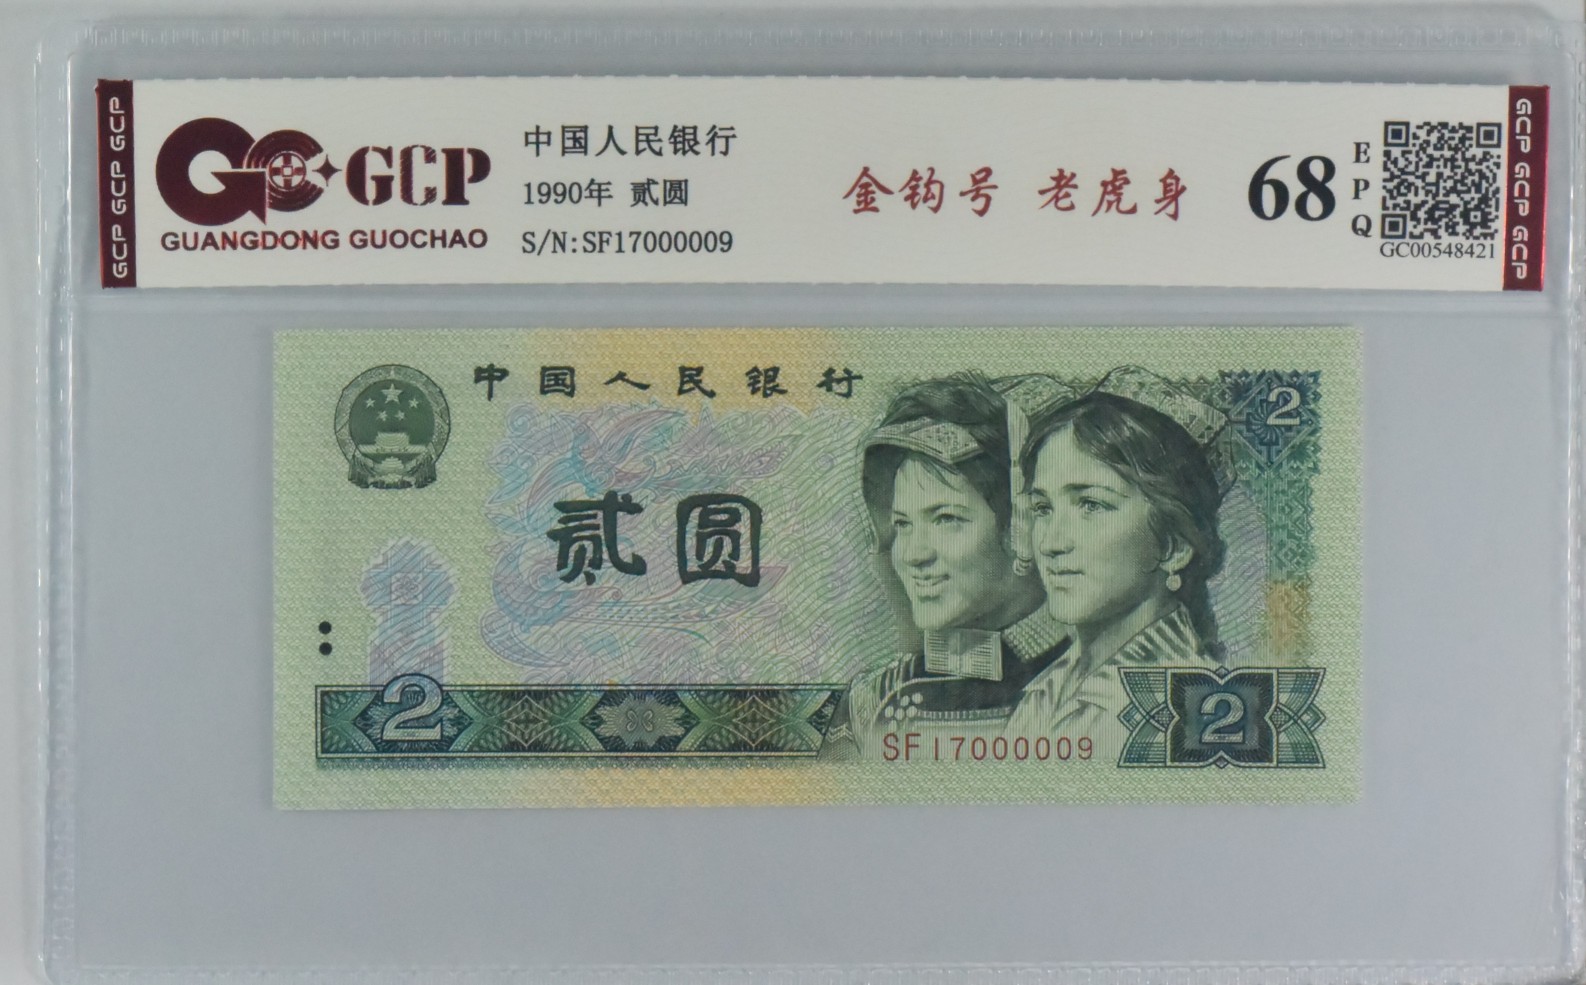 GCP GCP GCP
GCP
GUANGDONG GUOCHAO
中国人民银行
1990年 贰圆
S/N:SF17000009
金钩号 老虎身
68
E
P
Q
GC00548421
GCP GCP GCP
中国人民银行
2
贰圆
2
SF17000009
2